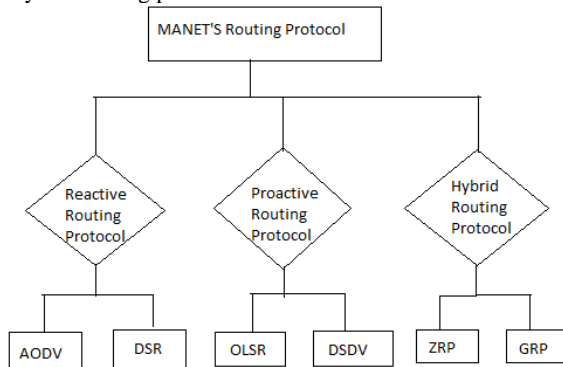 MANET'S Routing Protocol
Reactive
Routing
Protocol
Proactive
Routing
Protocol
Hybrid
Routing
Protocol
AODV
DSR
OLSR
DSDV
ZRP
GRP